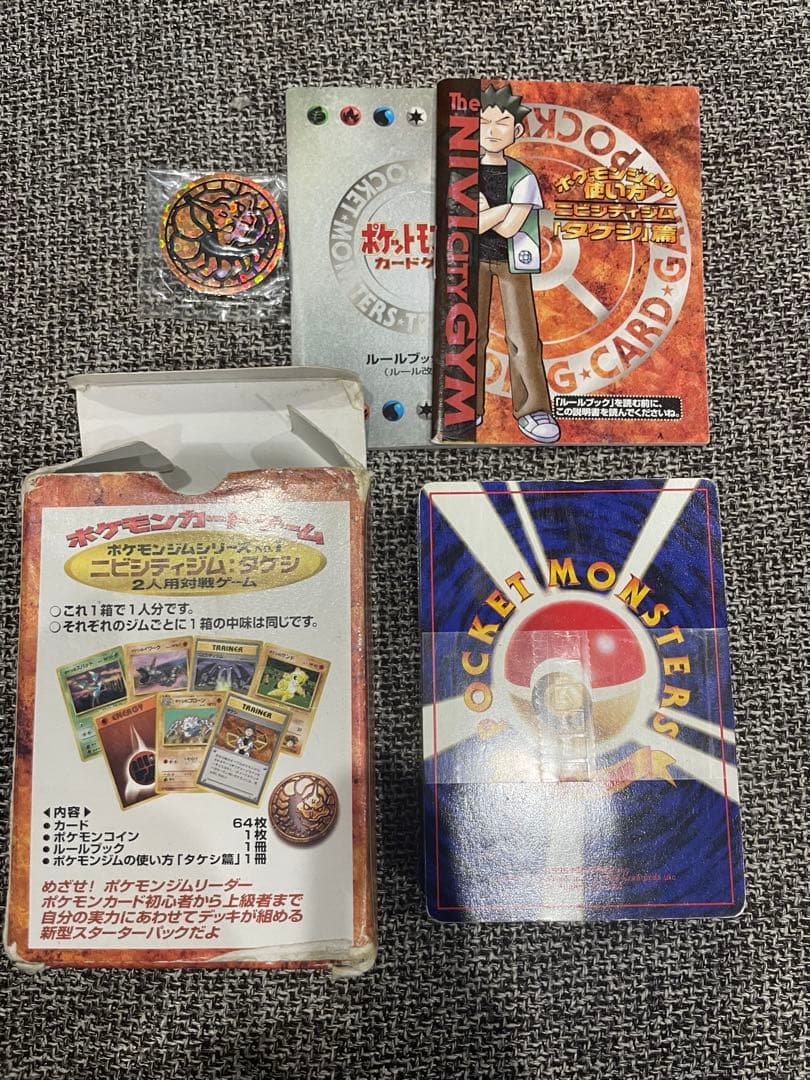 ポケットモン
カードゲ
ルールブック
(ルール改
The NIVI city GYM
ポケモンジムの
使い方
ニビシティジム
「タケシ」篇
「ルールブック」を読む前に、
この説明書を読んでくださいね。
ポケモンカードゲーム
ポケモンジムシリーズ No.1
ニビシティジム:タケシ
2人用対戦ゲーム
○これ1箱で1人分です。
○それぞれのジムごとに1箱の中味は同じです。
TRAINER
ENERGY
TRAINER
◀内容▶
●カード 64枚
●ポケモンコイン 1枚
●ルールブック 1冊
●ポケモンジムの使い方「タケシ篇」1冊
めざせ! ポケモンジムリーダー
ポケモンカード初心者から上級者まで
自分の実力にあわせてデッキが組める
新型スターターパックだよ
POCKET MONSTERS